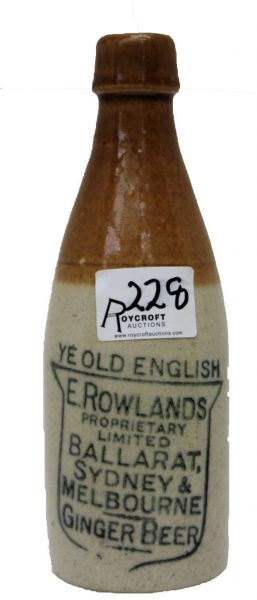 228
ROYCROFT
AUCTIONS
www.roycroftauctions.com
YE OLD ENGLISH
E. ROWLANDS
PROPRIETARY
LIMITED
BALLARAT,
SYDNEY &
MELBOURNE
GINGER BEER